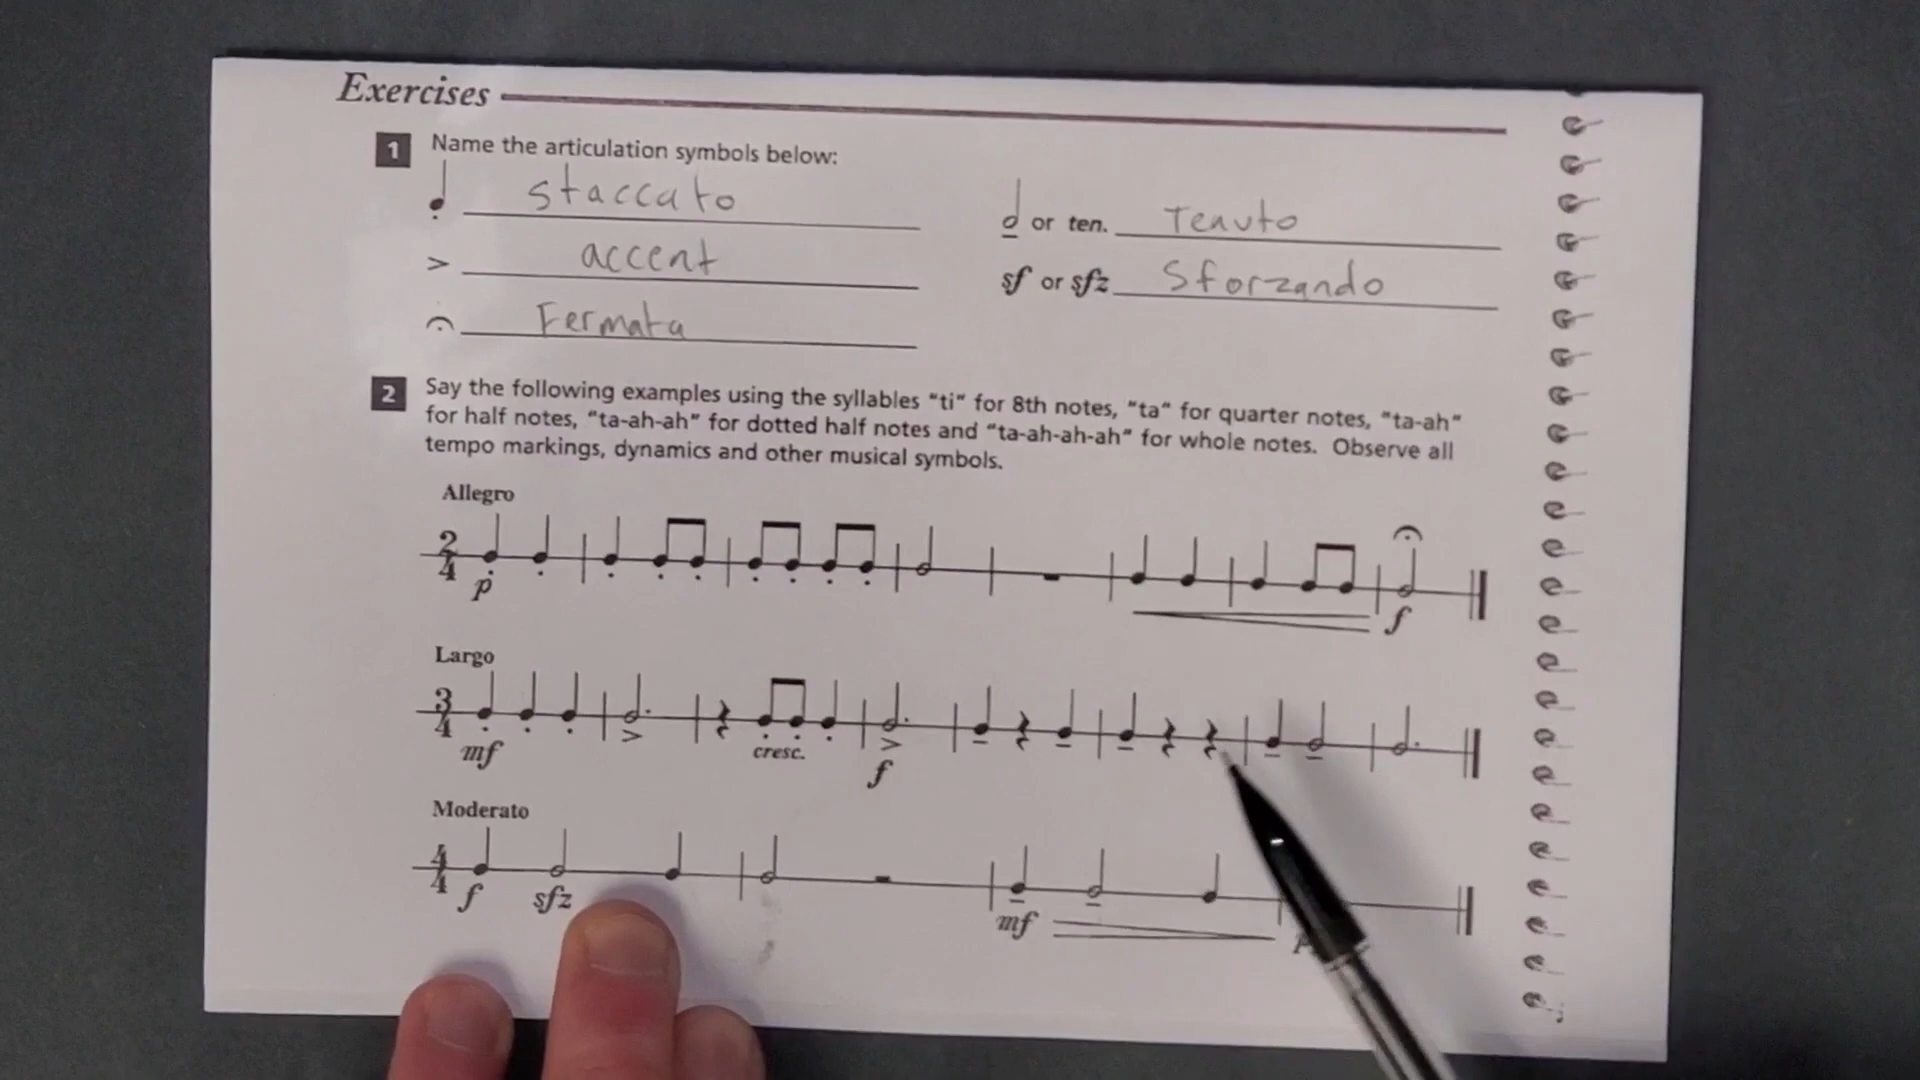 Exercises
1 Name the articulation symbols below:
staccato
or ten. Tenuto
> accent
sf or sfz Sforzando
Fermata
2 Say the following examples using the syllables "ti" for 8th notes, "ta" for quarter notes, "ta-ah"
for half notes, "ta-ah-ah" for dotted half notes and "ta-ah-ah-ah" for whole notes. Observe all
tempo markings, dynamics and other musical symbols.
Allegro
2
4
p f
Largo
3
4
mf cresc. f
Moderato
4
4
f sfz mf